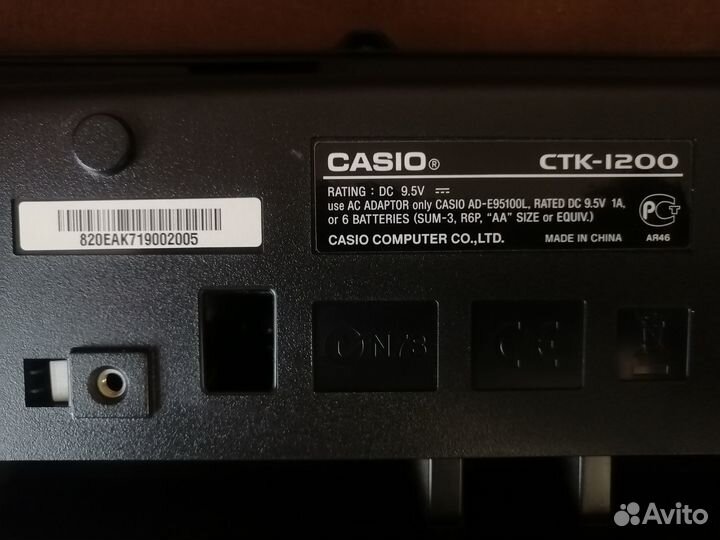 CASIO® CTK-1200
RATING : DC 9.5V
use AC ADAPTOR only CASIO AD-E95100L, RATED DC 9.5V 1A,
or 6 BATTERIES (SUM-3, R6P, "AA" SIZE or EQUIV.)
CASIO COMPUTER CO.,LTD. MADE IN CHINA AR46
820EAK719002005
N73
CE
Avito